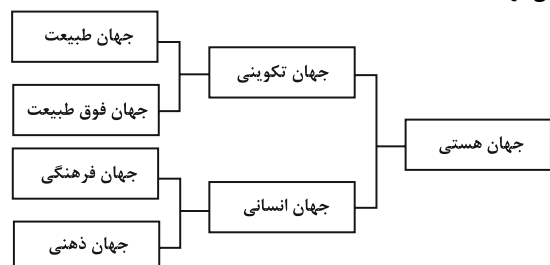 جهان هستی
جهان تکوینی
جهان انسانی
جهان طبیعت
جهان فوق طبیعت
جهان فرهنگی
جهان ذهنی